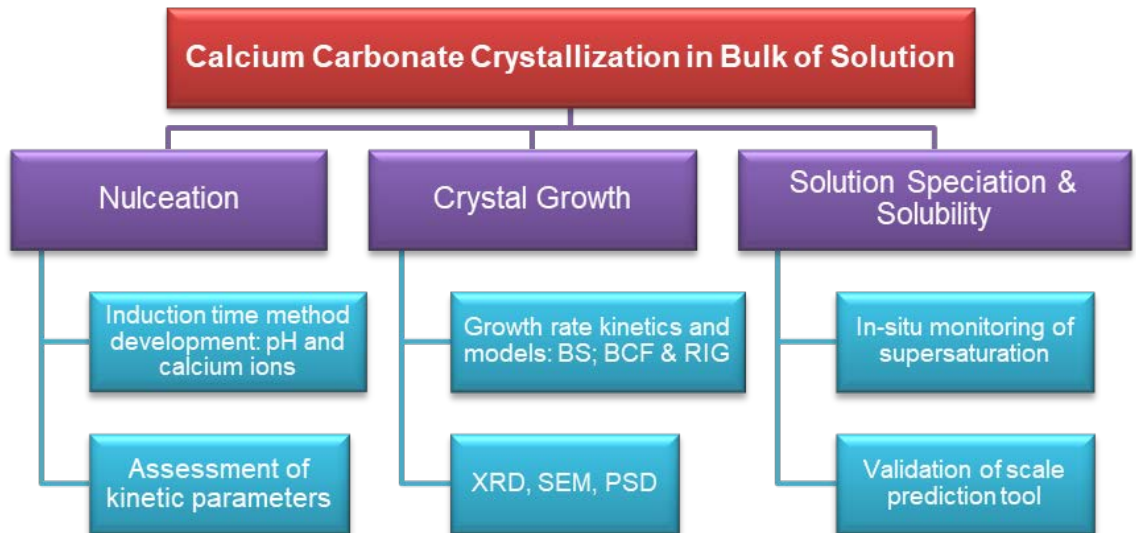 Calcium Carbonate Crystallization in Bulk of Solution
Nulceation
Crystal Growth
Solution Speciation &
Solubility
Induction time method
development: pH and
calcium ions
Growth rate kinetics and
models: BS; BCF & RIG
In-situ monitoring of
supersaturation
Assessment of
kinetic parameters
XRD, SEM, PSD
Validation of scale
prediction tool